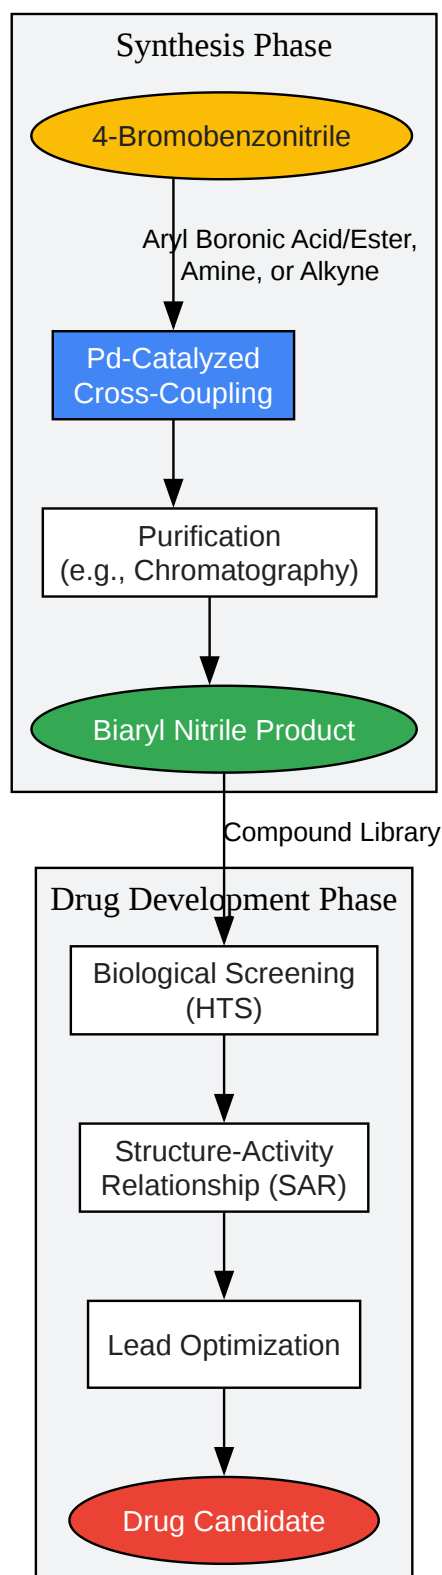 Synthesis Phase
4-Bromobenzonitrile
Aryl Boronic Acid/Ester,
Amine, or Alkyne
Pd-Catalyzed
Cross-Coupling
Purification
(e.g., Chromatography)
Biaryl Nitrile Product
Compound Library
Drug Development Phase
Biological Screening
(HTS)
Structure-Activity
Relationship (SAR)
Lead Optimization
Drug Candidate